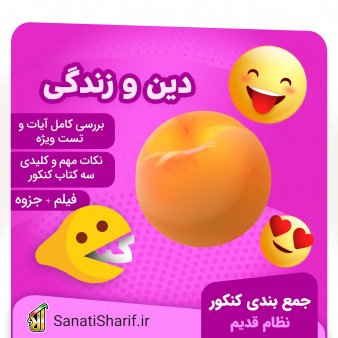 دین و زندگی
بررسی کامل آیات و
تست ویژه
نکات مهم و کلیدی
سه کتاب کنکور
فیلم + جزوه
جمع بندی کنکور
نظام قدیم
SanatiSharif.ir